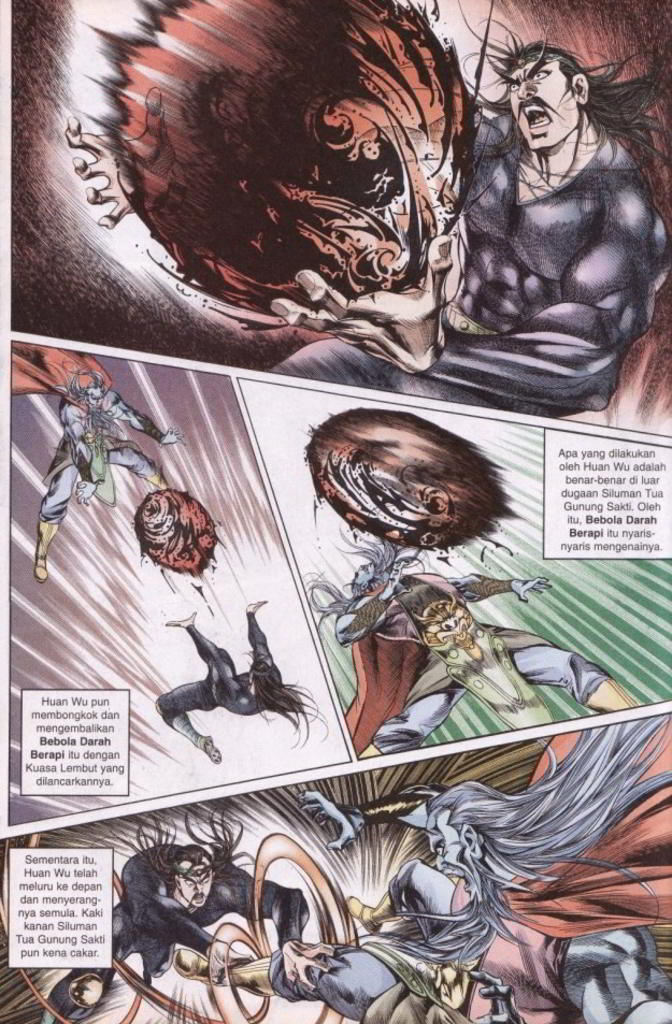 Huan Wu pun
membongkok dan
mengembalikan
Bebola Darah
Berapi itu dengan
Kuasa Lembut yang
dilancarkannya.
Apa yang dilakukan
oleh Huan Wu adalah
benar-benar di luar
dugaan Siluman Tua
Gunung Sakti. Oleh
itu, Bebola Darah
Berapi itu nyaris-
nyaris mengenainya.
Sementara itu,
Huan Wu telah
meluru ke depan
dan menyerang-
nya semula. Kaki
kanan Siluman
Tua Gunung Sakti
pun kena cakar.